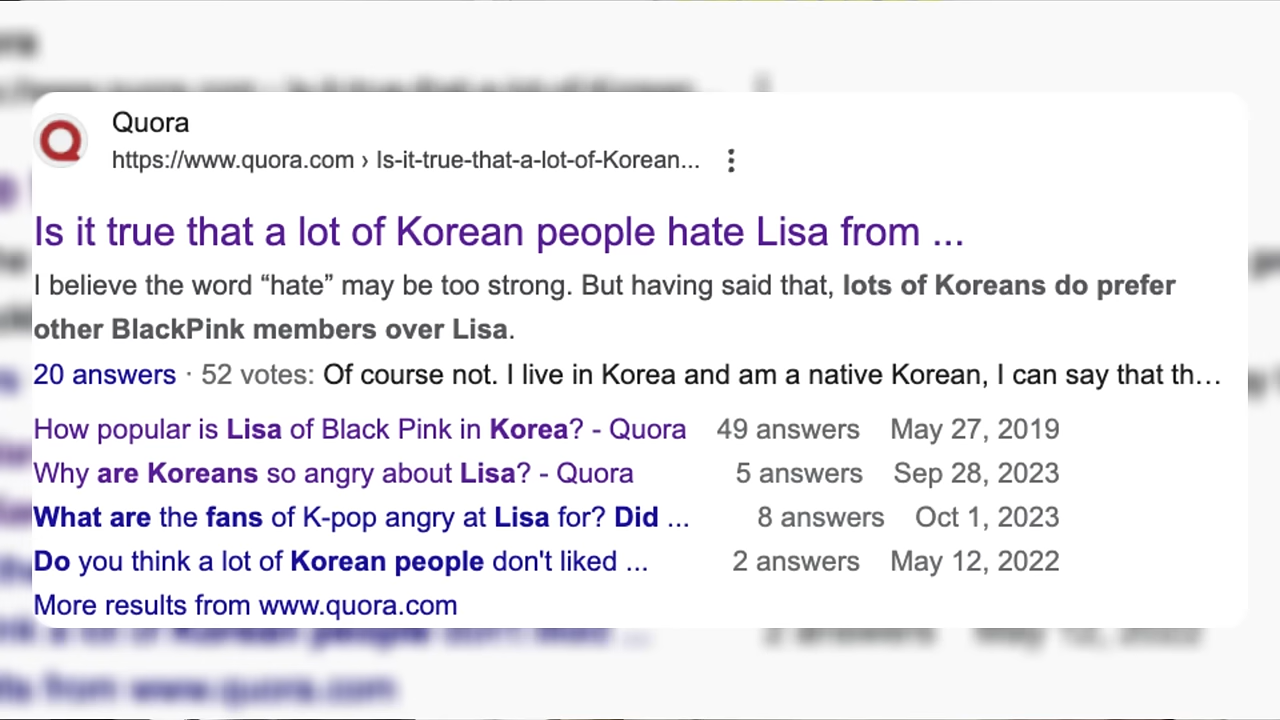 Quora
https://www.quora.com › Is-it-true-that-a-lot-of-Korean...
Is it true that a lot of Korean people hate Lisa from ...
I believe the word “hate” may be too strong. But having said that, lots of Koreans do prefer
other BlackPink members over Lisa.
20 answers · 52 votes: Of course not. I live in Korea and am a native Korean, I can say that th…
How popular is Lisa of Black Pink in Korea? - Quora 49 answers May 27, 2019
Why are Koreans so angry about Lisa? - Quora 5 answers Sep 28, 2023
What are the fans of K-pop angry at Lisa for? Did ... 8 answers Oct 1, 2023
Do you think a lot of Korean people don't liked ... 2 answers May 12, 2022
More results from www.quora.com